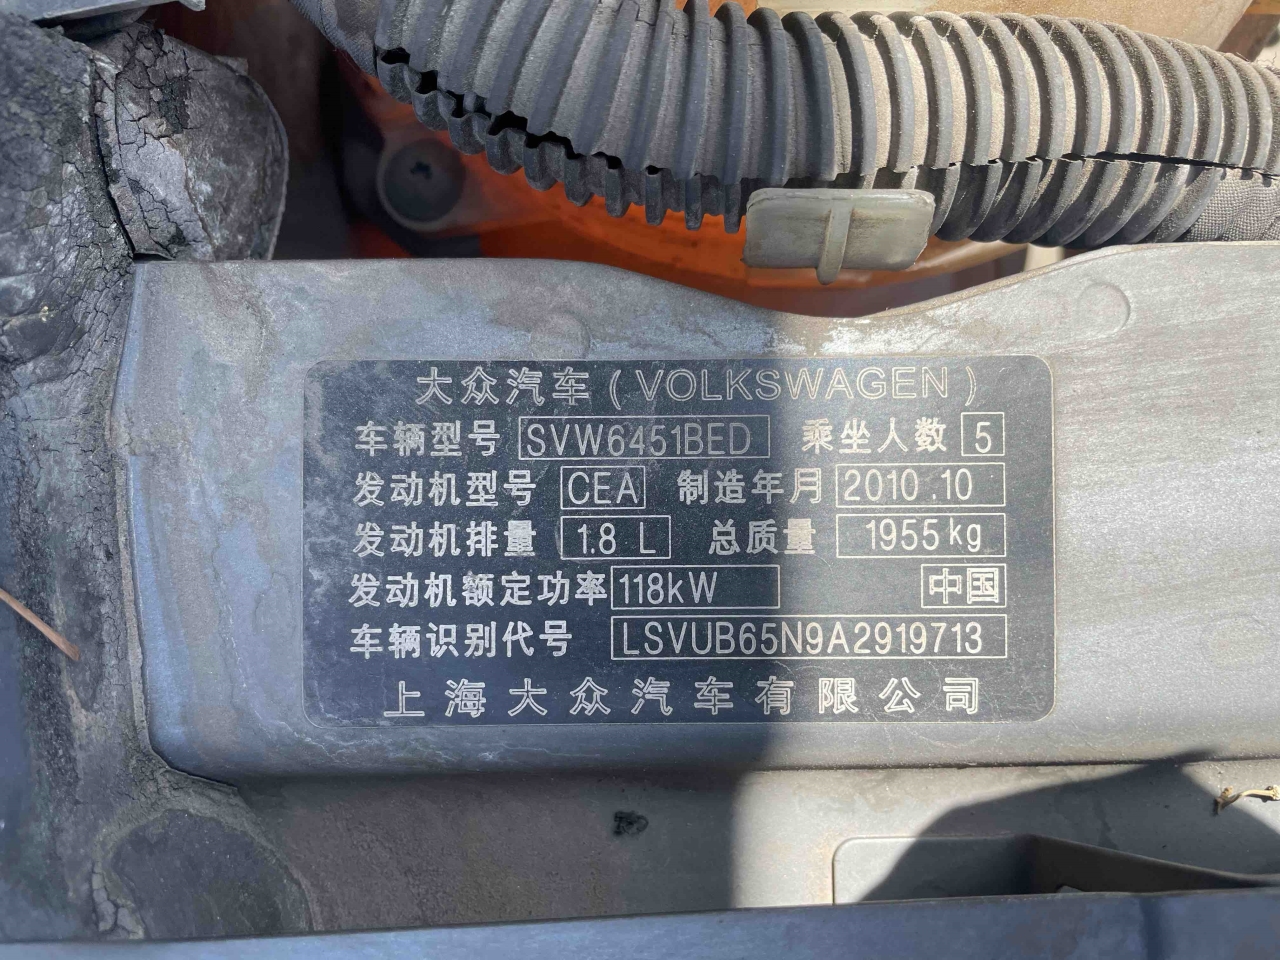 大众汽车(VOLKSWAGEN)
车辆型号 SVW6451BED 乘坐人数 5
发动机型号 CEA 制造年月 2010.10
发动机排量 1.8 L 总质量 1955kg
发动机额定功率 118kW 中国
车辆识别代号 LSVUB65N9A2919713
上海大众汽车有限公司